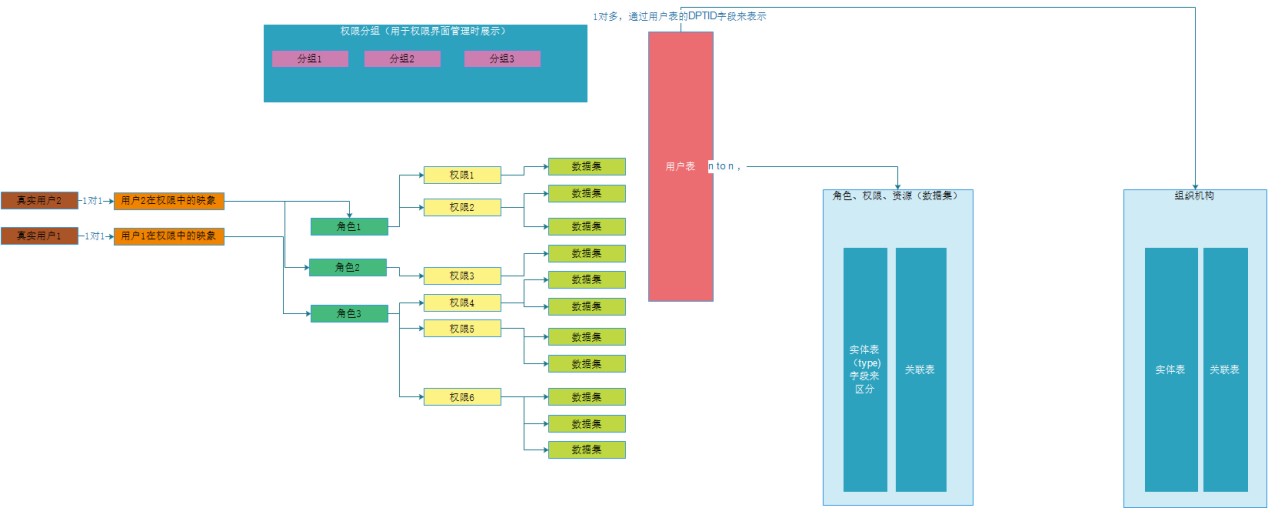 1对多，通过用户表的DPTID字段来表示
权限分组（用于权限界面管理时展示）
分组1
分组2
分组3
真实用户2
1对1
用户2在权限中的映象
真实用户1
1对1
用户1在权限中的映象
角色1
角色2
角色3
权限1
权限2
权限3
权限4
权限5
权限6
数据集
数据集
数据集
数据集
数据集
数据集
数据集
数据集
数据集
数据集
数据集
用户表
n to n，
角色、权限、资源（数据集）
实体表
（type)
字段来
区分
关联表
组织机构
实体表
关联表